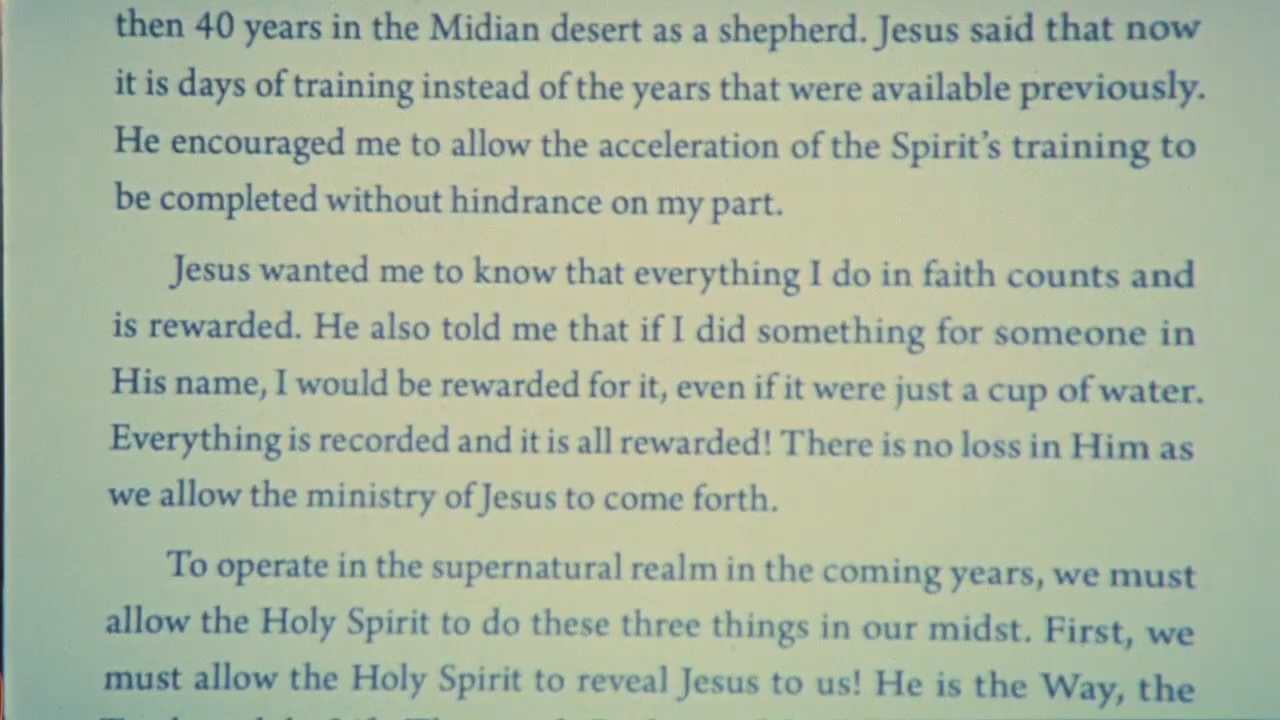 then 40 years in the Midian desert as a shepherd. Jesus said that now
it is days of training instead of the years that were available previously.
He encouraged me to allow the acceleration of the Spirit's training to
be completed without hindrance on my part.
Jesus wanted me to know that everything I do in faith counts and
is rewarded. He also told me that if I did something for someone in
His name, I would be rewarded for it, even if it were just a cup of water.
Everything is recorded and it is all rewarded! There is no loss in Him as
we allow the ministry of Jesus to come forth.
To operate in the supernatural realm in the coming years, we must
allow the Holy Spirit to do these three things in our midst. First, we
must allow the Holy Spirit to reveal Jesus to us! He is the Way, the